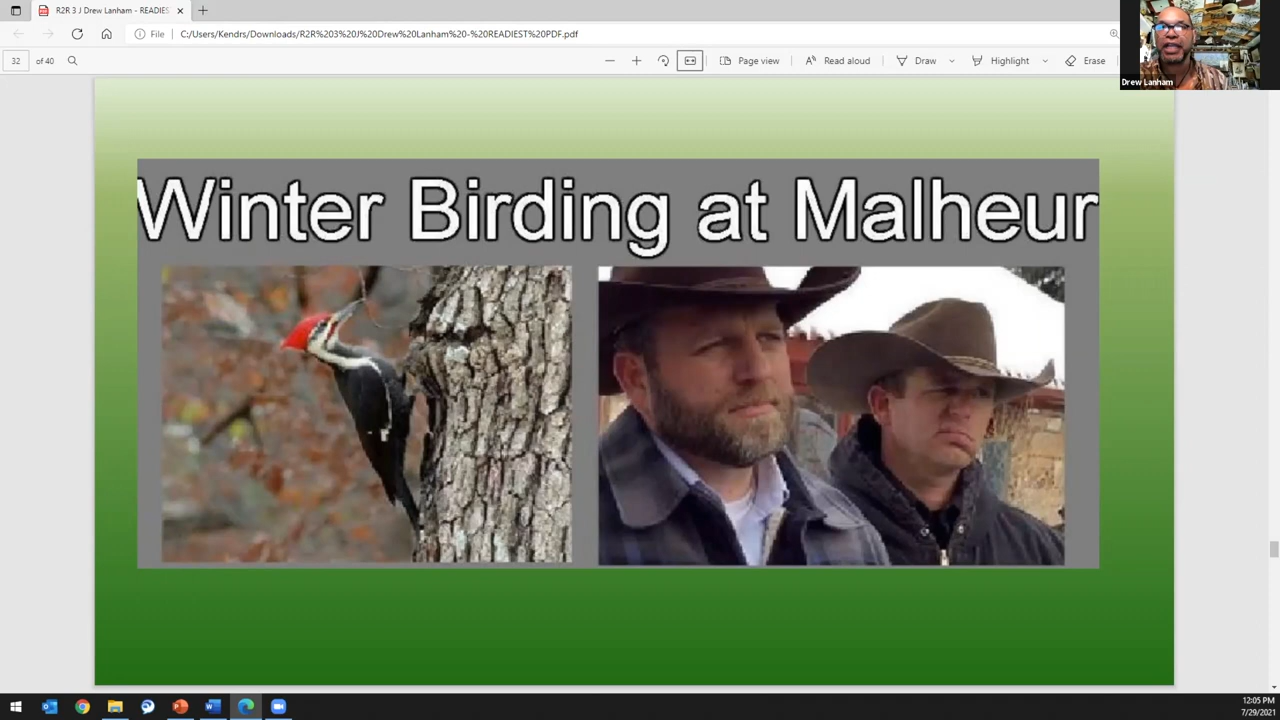 R2R 3 J Drew Lanham - READIEST
File
C:/Users/Kendrs/Downloads/R2R%203%20J%20Drew%20Lanham%20-%20READIEST%20PDF.pdf
32 of 40
Page view
Read aloud
Draw
Highlight
Erase
Drew Lanham
Winter Birding at Malheur
12:05 PM
7/29/2021